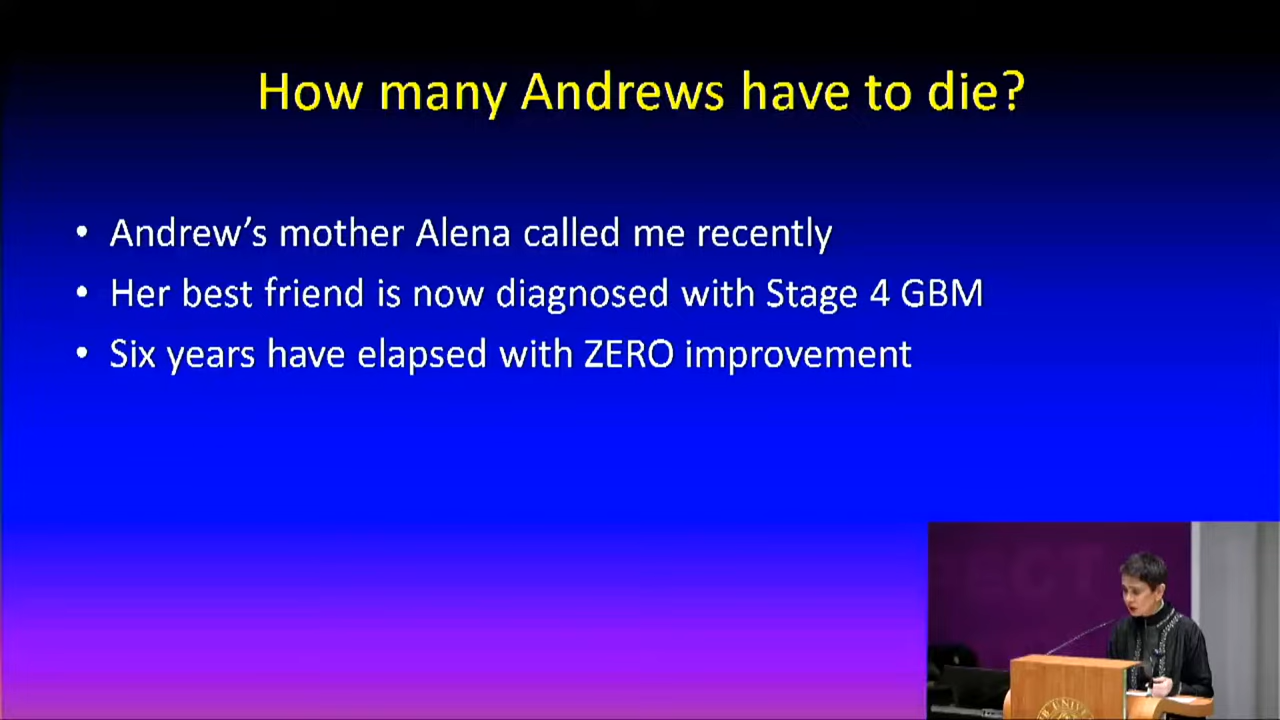 How many Andrews have to die?
• Andrew's mother Alena called me recently
• Her best friend is now diagnosed with Stage 4 GBM
• Six years have elapsed with ZERO improvement